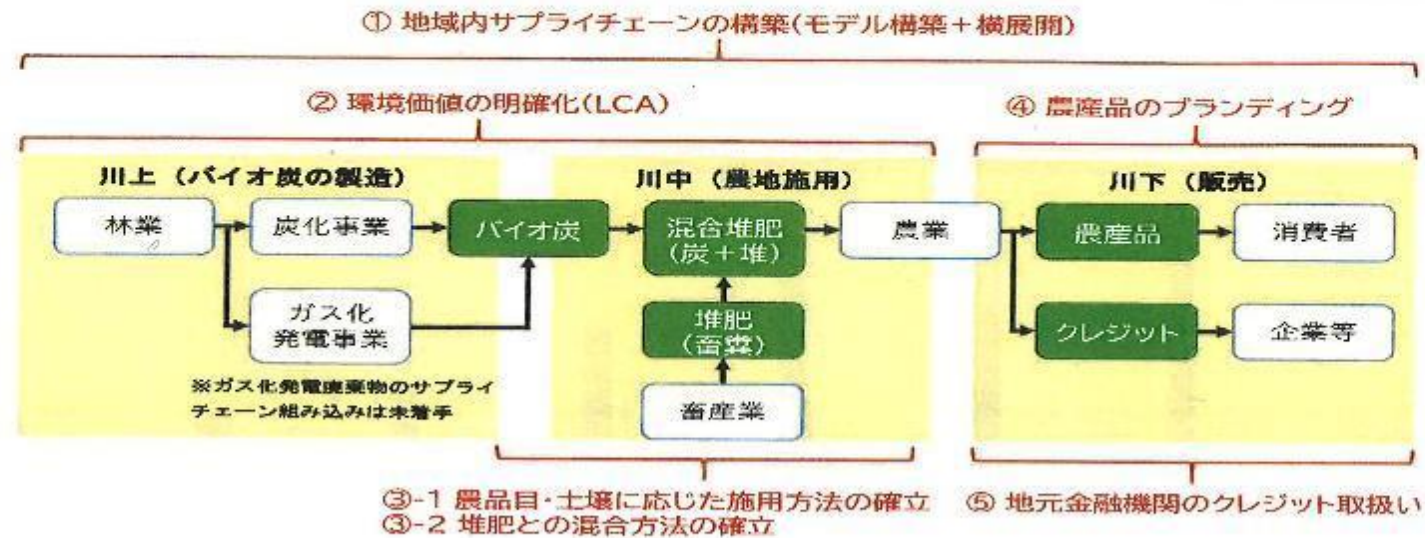 ① 地域内サプライチェーンの構築(モデル構築+横展開)
② 環境価値の明確化(LCA)
④ 農産品のブランディング
川上(バイオ炭の製造)
川中(農地施用)
川下(販売)
林業
炭化事業
バイオ炭
混合堆肥
(炭+堆)
農業
農産品
消費者
ガス化
発電事業
堆肥
(畜糞)
クレジット
企業等
※ガス化発電廃棄物のサプライ
チェーン組み込みは未着手
畜産業
③-1 農品目・土壌に応じた施用方法の確立
③-2 堆肥との混合方法の確立
⑤ 地元金融機関のクレジット取扱い